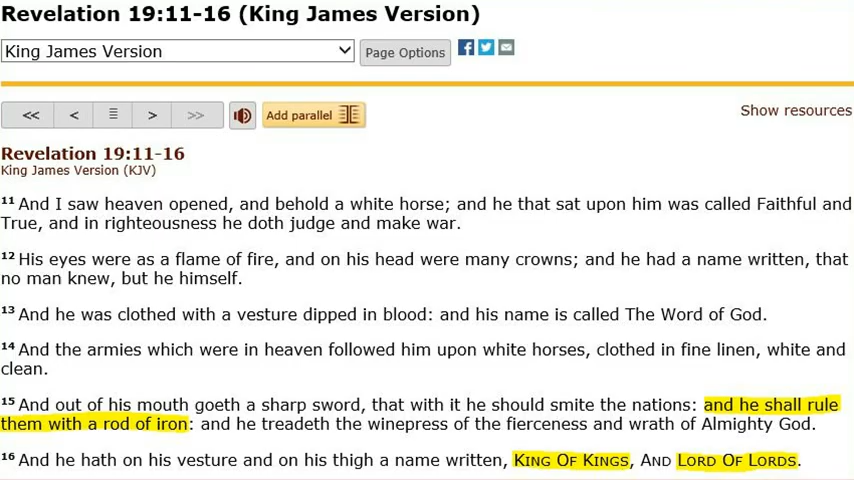 Revelation 19:11-16 (King James Version)
King James Version
Page Options
<< < > >>
Add parallel
Show resources
Revelation 19:11-16
King James Version (KJV)
11 And I saw heaven opened, and behold a white horse; and he that sat upon him was called Faithful and
True, and in righteousness he doth judge and make war.
12 His eyes were as a flame of fire, and on his head were many crowns; and he had a name written, that
no man knew, but he himself.
13 And he was clothed with a vesture dipped in blood: and his name is called The Word of God.
14 And the armies which were in heaven followed him upon white horses, clothed in fine linen, white and
clean.
15 And out of his mouth goeth a sharp sword, that with it he should smite the nations: and he shall rule
them with a rod of iron: and he treadeth the winepress of the fierceness and wrath of Almighty God.
16 And he hath on his vesture and on his thigh a name written, KING OF KINGS, AND LORD OF LORDS.